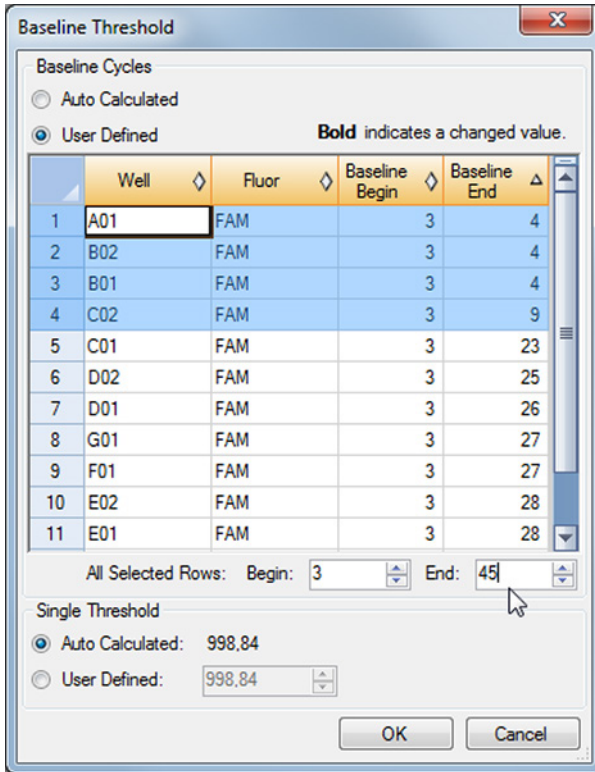 Baseline Threshold
Baseline Cycles
Auto Calculated
User Defined Bold indicates a changed value.
Well Fluor Baseline Begin Baseline End
1 A01 FAM 3 4
2 B02 FAM 3 4
3 B01 FAM 3 4
4 C02 FAM 3 9
5 C01 FAM 3 23
6 D02 FAM 3 25
7 D01 FAM 3 26
8 G01 FAM 3 27
9 F01 FAM 3 27
10 E02 FAM 3 28
11 E01 FAM 3 28
All Selected Rows: Begin: 3 End: 45
Single Threshold
Auto Calculated: 998,84
User Defined: 998,84
OK Cancel